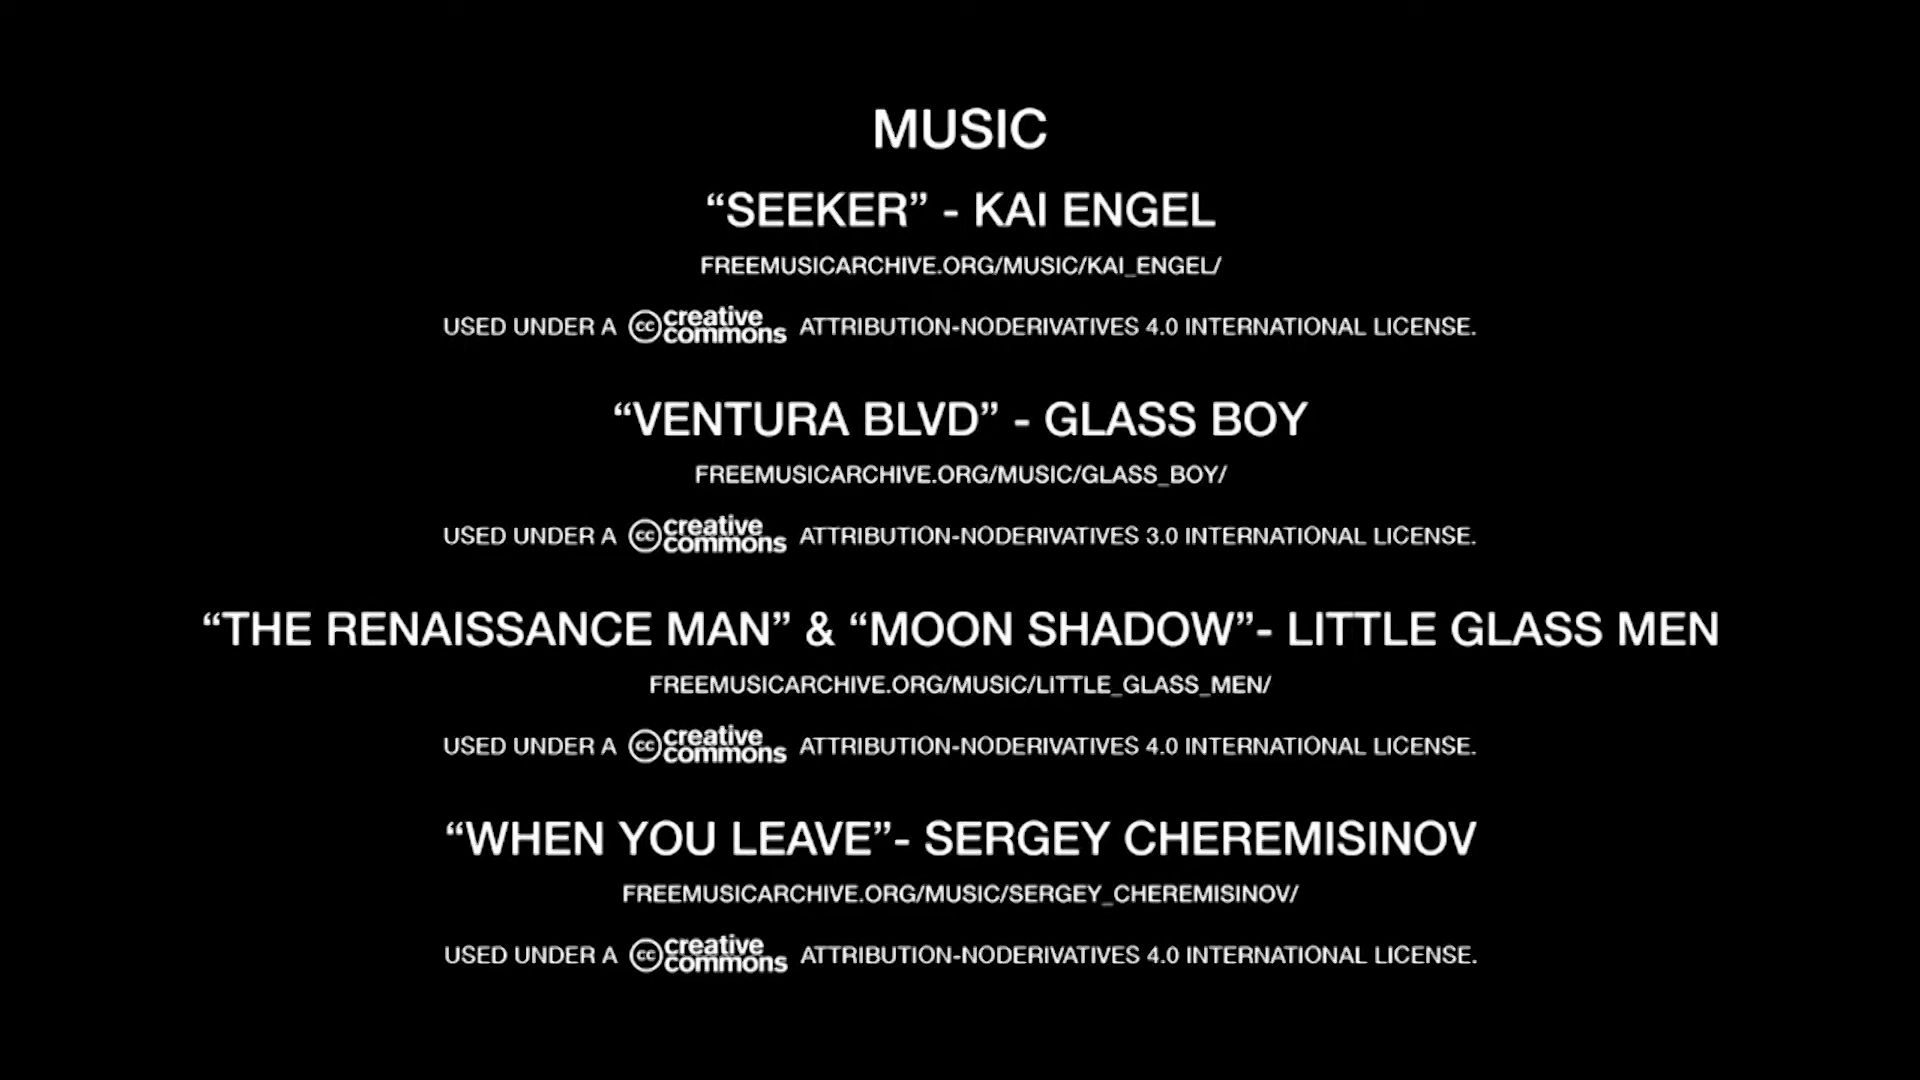 MUSIC
“SEEKER” - KAI ENGEL
FREEMUSICARCHIVE.ORG/MUSIC/KAI_ENGEL/
USED UNDER A cc creative commons ATTRIBUTION-NODERIVATIVES 4.0 INTERNATIONAL LICENSE.
“VENTURA BLVD” - GLASS BOY
FREEMUSICARCHIVE.ORG/MUSIC/GLASS_BOY/
USED UNDER A cc creative commons ATTRIBUTION-NODERIVATIVES 3.0 INTERNATIONAL LICENSE.
“THE RENAISSANCE MAN” & “MOON SHADOW”- LITTLE GLASS MEN
FREEMUSICARCHIVE.ORG/MUSIC/LITTLE_GLASS_MEN/
USED UNDER A cc creative commons ATTRIBUTION-NODERIVATIVES 4.0 INTERNATIONAL LICENSE.
“WHEN YOU LEAVE”- SERGEY CHEREMISINOV
FREEMUSICARCHIVE.ORG/MUSIC/SERGEY_CHEREMISINOV/
USED UNDER A cc creative commons ATTRIBUTION-NODERIVATIVES 4.0 INTERNATIONAL LICENSE.